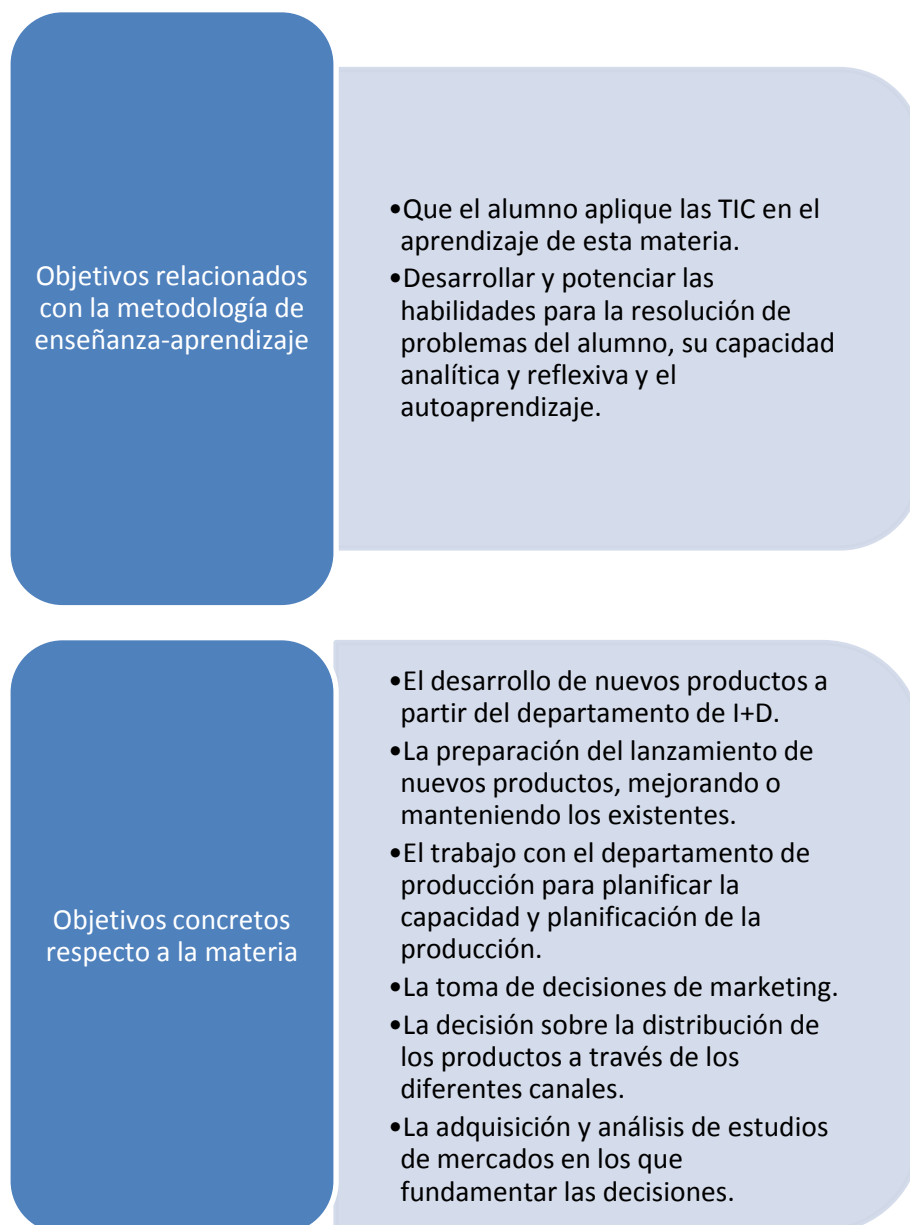 Objetivos relacionados
con la metodología de
enseñanza-aprendizaje
•Que el alumno aplique las TIC en el
aprendizaje de esta materia.
•Desarrollar y potenciar las
habilidades para la resolución de
problemas del alumno, su capacidad
analítica y reflexiva y el
autoaprendizaje.
Objetivos concretos
respecto a la materia
•El desarrollo de nuevos productos a
partir del departamento de I+D.
•La preparación del lanzamiento de
nuevos productos, mejorando o
manteniendo los existentes.
•El trabajo con el departamento de
producción para planificar la
capacidad y planificación de la
producción.
•La toma de decisiones de marketing.
•La decisión sobre la distribución de
los productos a través de los
diferentes canales.
•La adquisición y análisis de estudios
de mercados en los que
fundamentar las decisiones.